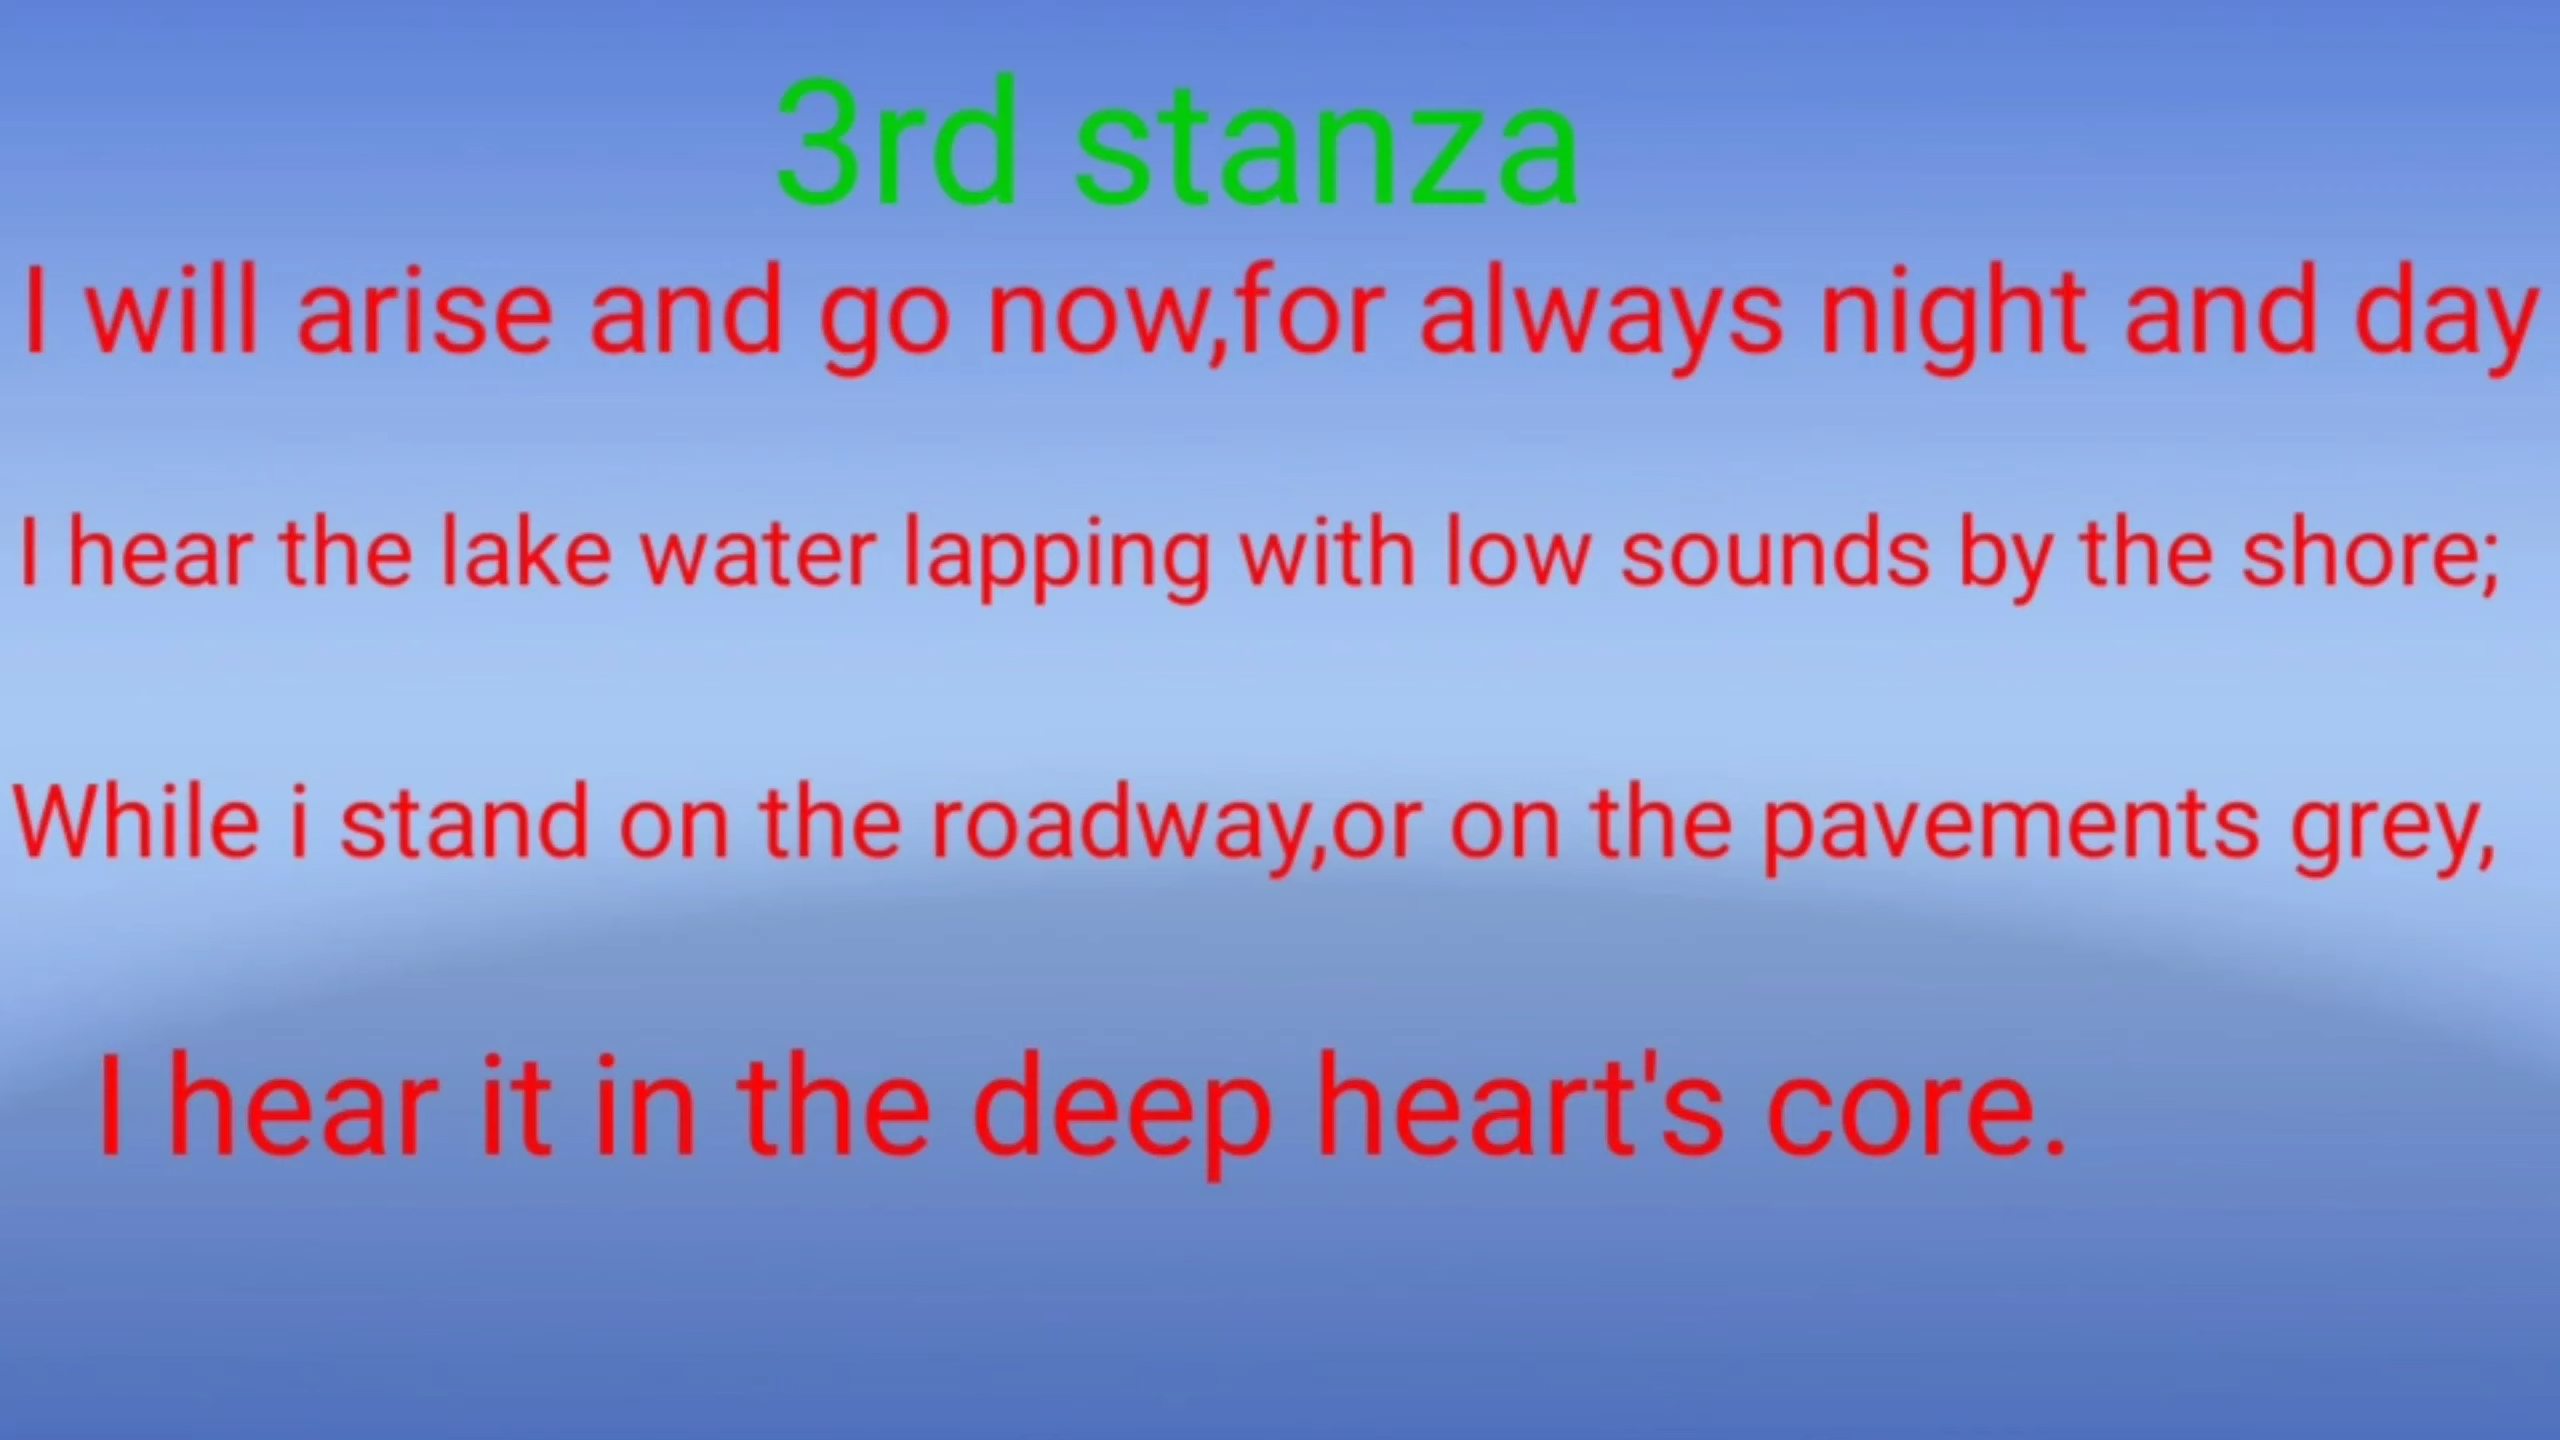 3rd stanza
I will arise and go now,for always night and day
I hear the lake water lapping with low sounds by the shore;
While i stand on the roadway,or on the pavements grey,
I hear it in the deep heart's core.